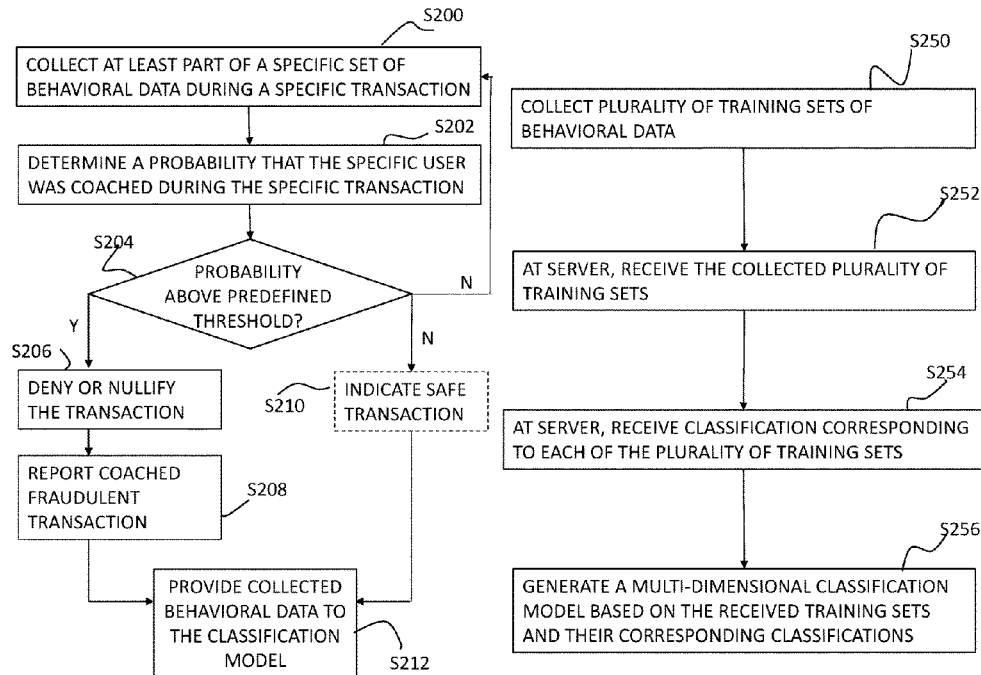 S200
COLLECT AT LEAST PART OF A SPECIFIC SET OF
BEHAVIORAL DATA DURING A SPECIFIC TRANSACTION
S202
DETERMINE A PROBABILITY THAT THE SPECIFIC USER
WAS COACHED DURING THE SPECIFIC TRANSACTION
S204
PROBABILITY
ABOVE PREDEFINED
THRESHOLD?
N
Y
N
S206
DENY OR NULLIFY
THE TRANSACTION
INDICATE SAFE
TRANSACTION
S210
REPORT COACHED
FRAUDULENT
TRANSACTION
S208
PROVIDE COLLECTED
BEHAVIORAL DATA TO
THE CLASSIFICATION
MODEL
S212
S250
COLLECT PLURALITY OF TRAINING SETS OF
BEHAVIORAL DATA
S252
AT SERVER, RECEIVE THE COLLECTED PLURALITY OF
TRAINING SETS
S254
AT SERVER, RECEIVE CLASSIFICATION CORRESPONDING
TO EACH OF THE PLURALITY OF TRAINING SETS
S256
GENERATE A MULTI-DIMENSIONAL CLASSIFICATION
MODEL BASED ON THE RECEIVED TRAINING SETS
AND THEIR CORRESPONDING CLASSIFICATIONS